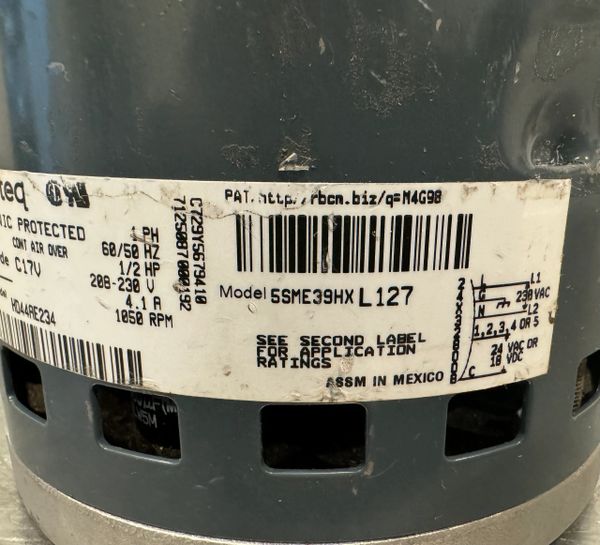 teq
IC PROTECTED
CONT AIR OVER
de C17V
HD44RE234
1 PH
60/50 HZ
1/2 HP
208-230 V
4.1 A
1050 RPM
C729Y5679410
712S087000192
PAT. http://rbcm.biz/q=M4G98
Model 5SME39HX L127
SEE SECOND LABEL
FOR APPLICATION
RATINGS
ASSM IN MEXICO
L1
G 230 VAC
N L2
1,2,3,4 OR 5
24 VAC OR
18 VDC
C